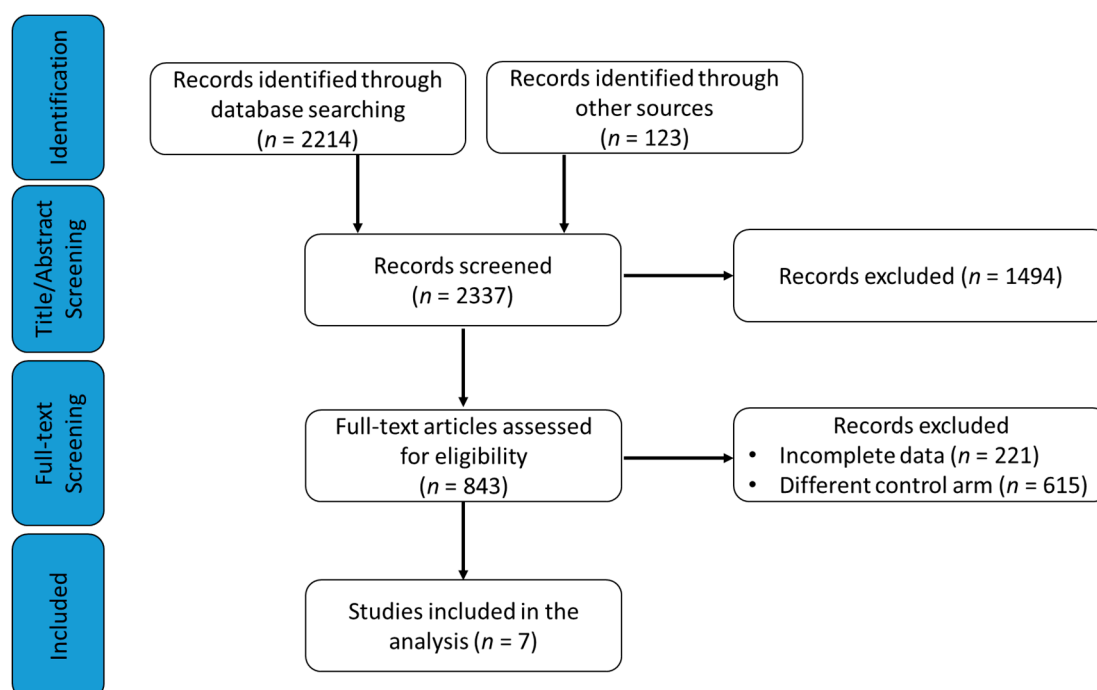 Identification
Records identified through
database searching
(n = 2214)
Records identified through
other sources
(n = 123)
Title/Abstract
Screening
Records screened
(n = 2337)
Records excluded (n = 1494)
Full-text
Screening
Full-text articles assessed
for eligibility
(n = 843)
Records excluded
• Incomplete data (n = 221)
• Different control arm (n = 615)
Included
Studies included in the
analysis (n = 7)